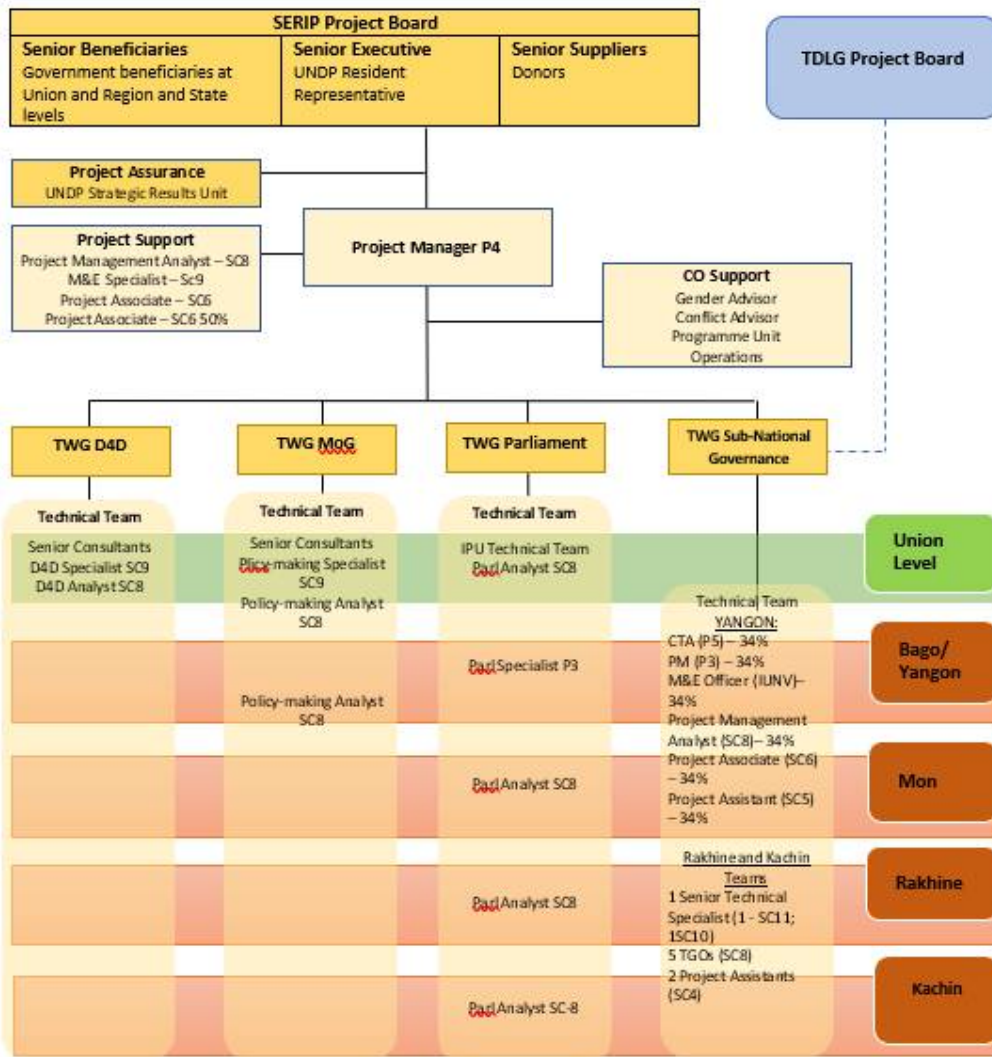 SERIP Project Board
Senior Beneficiaries
Government beneficiaries at
Union and Region and State
levels
Senior Executive
UNDP Resident
Representative
Senior Suppliers
Donors
TDLG Project Board
Project Assurance
UNDP Strategic Results Unit
Project Support
Project Management Analyst – SC8
M&E Specialist – Sc9
Project Associate – SC6
Project Associate – SC6 50%
Project Manager P4
CO Support
Gender Advisor
Conflict Advisor
Programme Unit
Operations
TWG D4D
TWG MoG
TWG Parliament
TWG Sub-National
Governance
Technical Team
Senior Consultants
D4D Specialist SC9
D4D Analyst SC8
Technical Team
Senior Consultants
Policy-making Specialist
SC9
Policy-making Analyst
SC8
Policy-making Analyst
SC8
Technical Team
IPU Technical Team
Parl Analyst SC8
Parl Specialist P3
Parl Analyst SC8
Parl Analyst SC8
Parl Analyst SC-8
Technical Team
YANGON:
CTA (P5) – 34%
PM (P3) – 34%
M&E Officer (IUNV)–
34%
Project Management
Analyst (SC8)– 34%
Project Associate (SC6)
– 34%
Project Assistant (SC5)
– 34%
Rakhine and Kachin
Teams
1 Senior Technical
Specialist (1 - SC11;
1SC10)
5 TGOs (SC8)
2 Project Assistants
(SC4)
Union
Level
Bago/
Yangon
Mon
Rakhine
Kachin